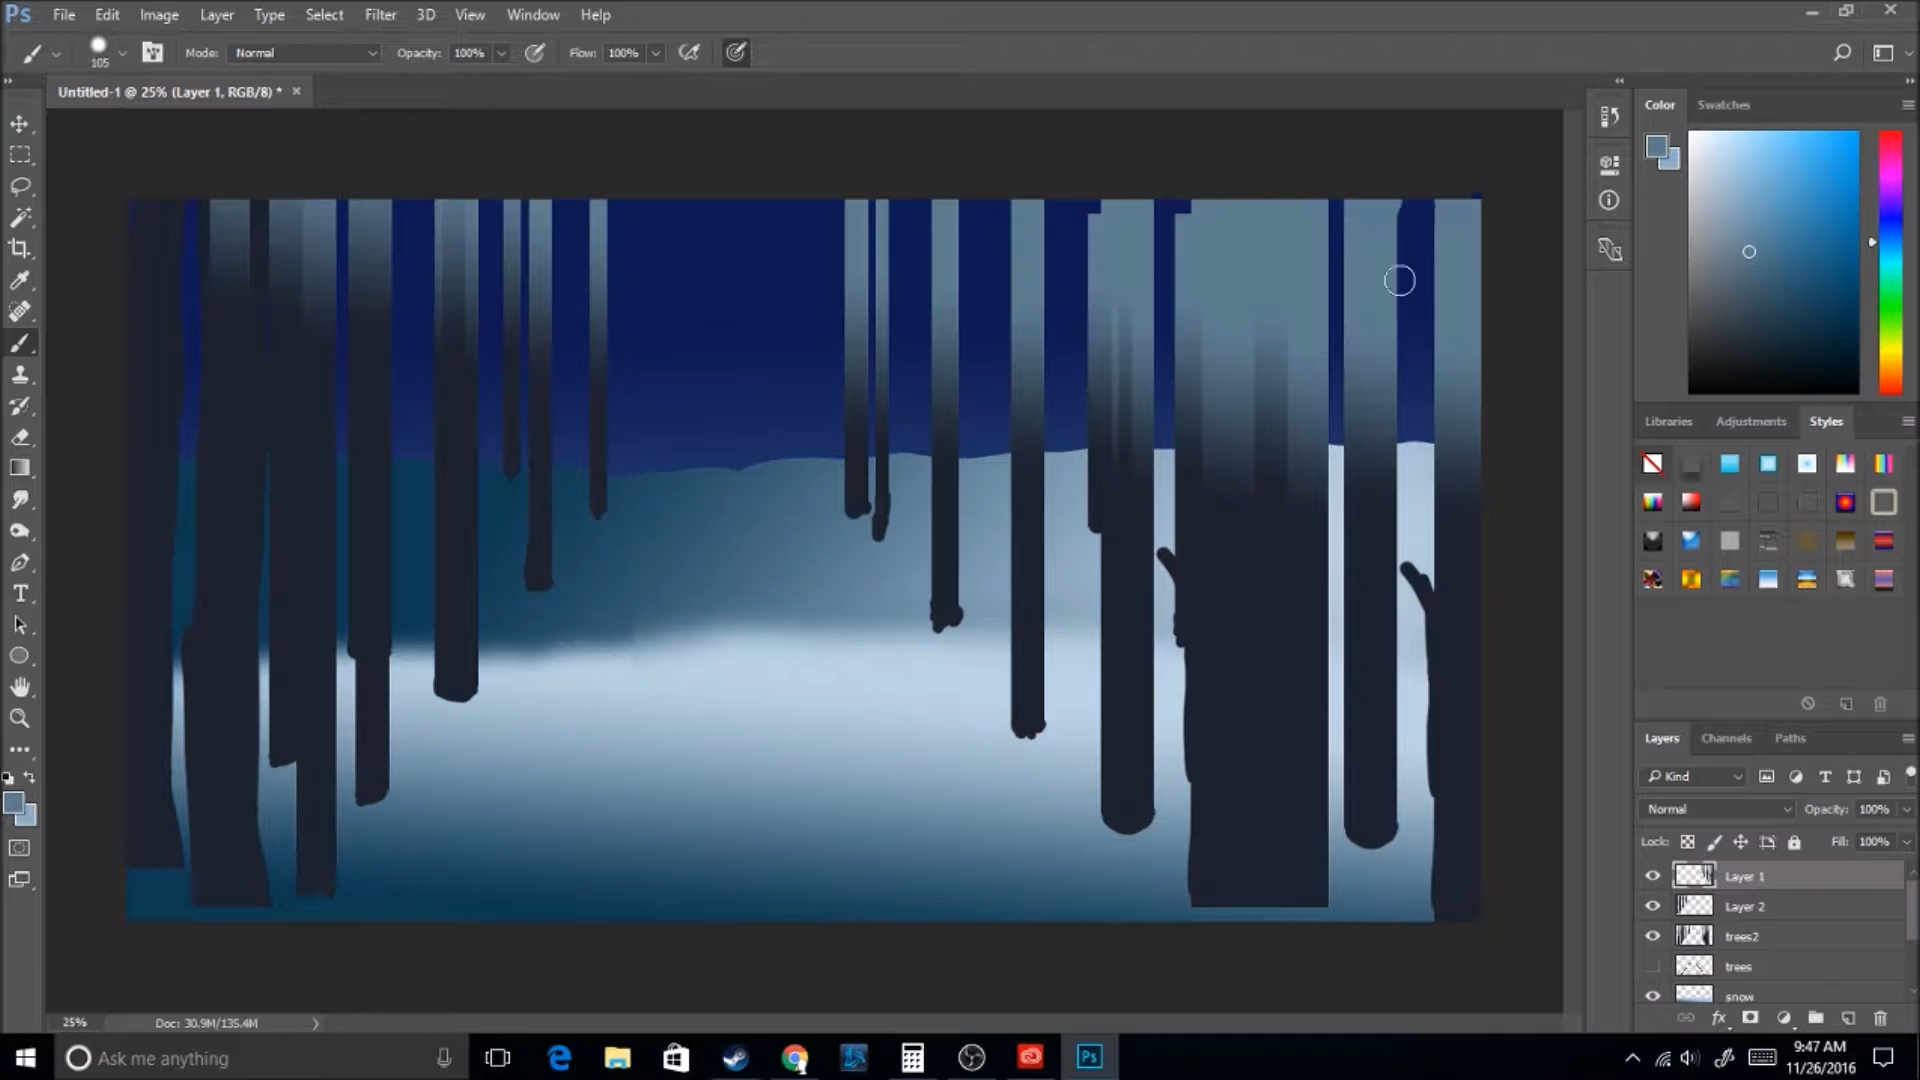 Ps File Edit Image Layer Type Select Filter 3D View Window Help
105 Mode: Normal Opacity: 100% Flow: 100%
Untitled-1 @ 25% (Layer 1, RGB/8) *
Color Swatches
Libraries Adjustments Styles
Layers Channels Paths
Kind
Normal Opacity: 100%
Lock: Fill: 100%
Layer 1
Layer 2
trees2
trees
snow
25% Doc: 30.9M/135.4M
fx
Ask me anything
Ps
9:47 AM
11/26/2016